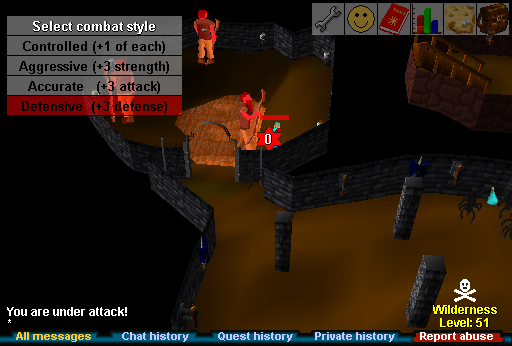 Select combat style
Controlled (+1 of each)
Aggressive (+3 strength)
Accurate (+3 attack)
Defensive (+3 defense)
0
You are under attack!
*
Wilderness
Level: 51
All messages
Chat history
Quest history
Private history
Report abuse